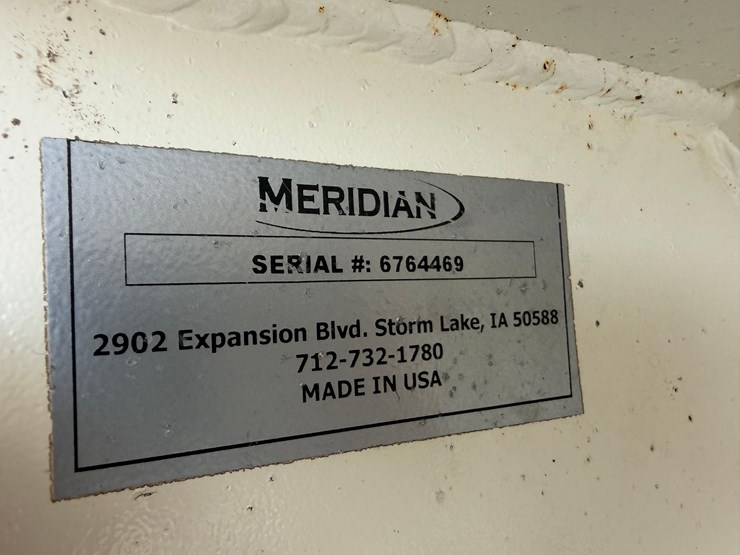 MERIDIAN
SERIAL #: 6764469
2902 Expansion Blvd. Storm Lake, IA 50588
712-732-1780
MADE IN USA